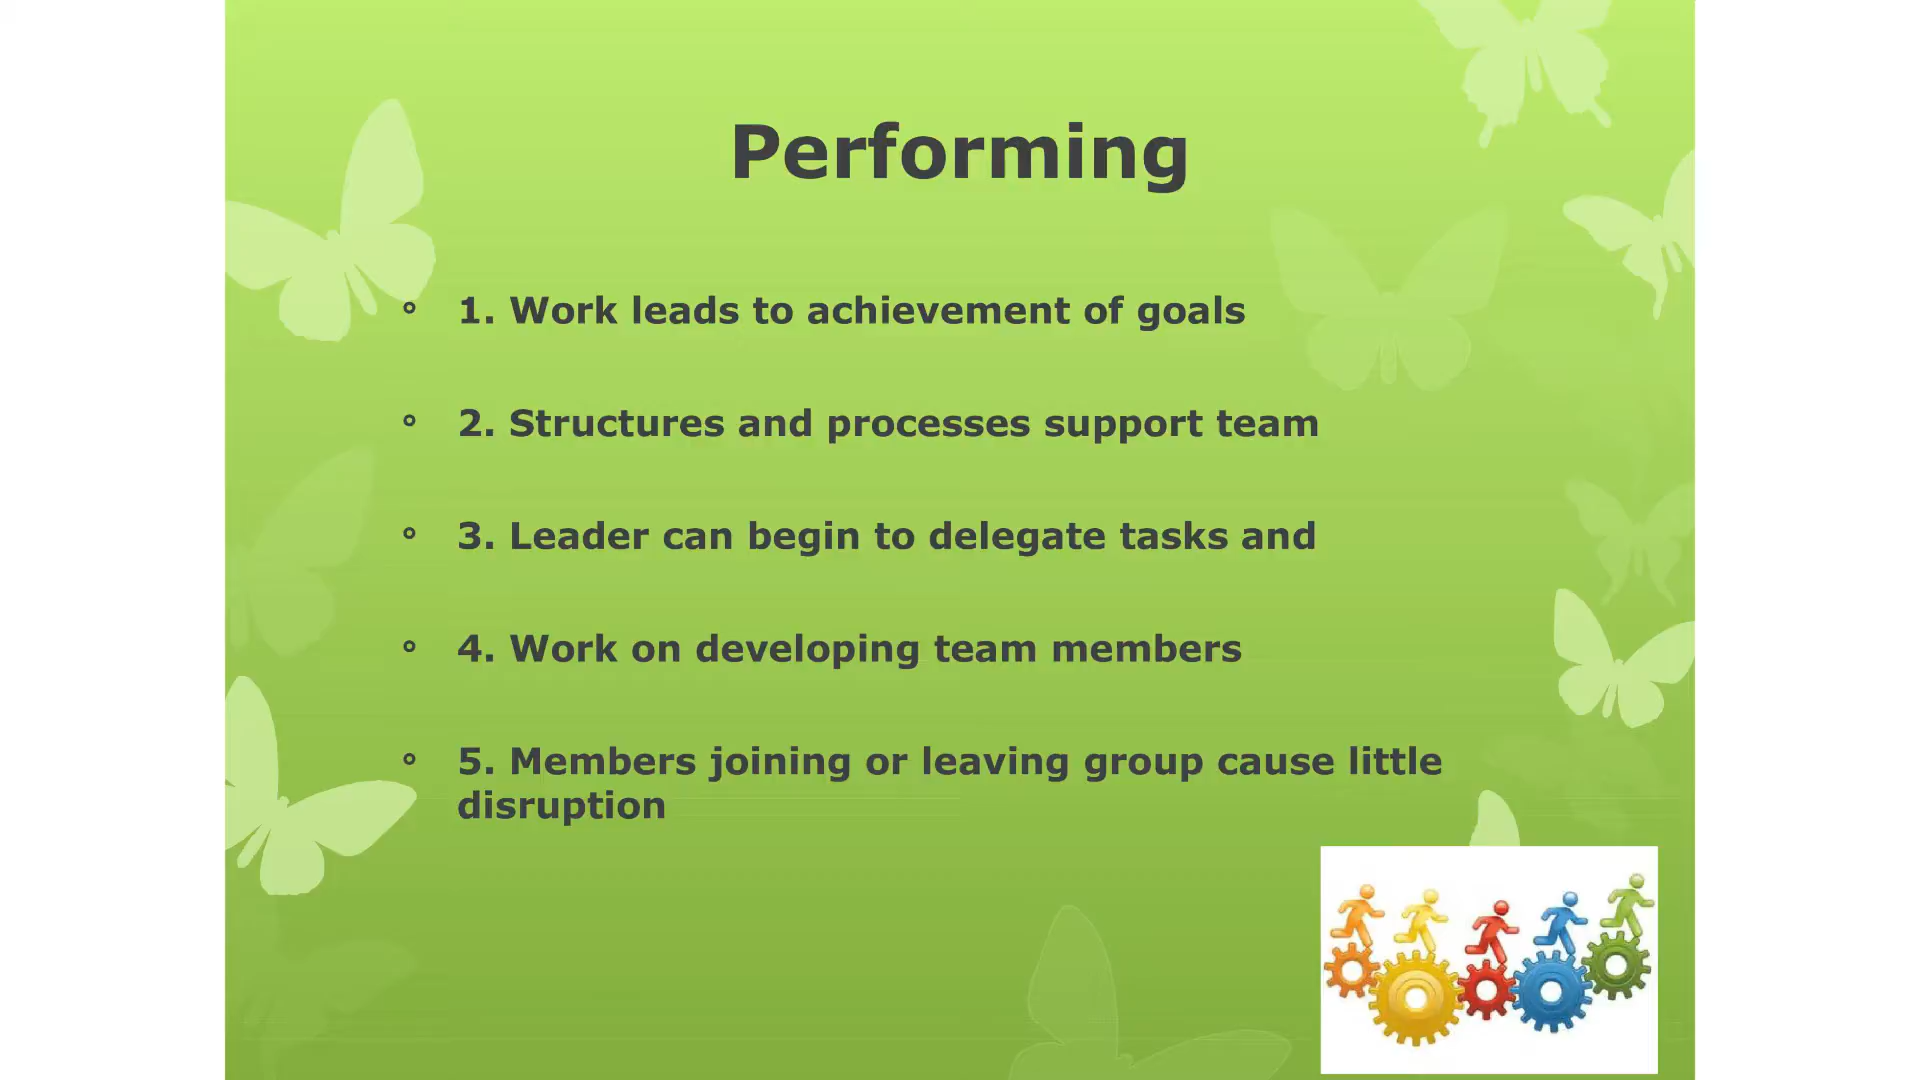 Performing
1. Work leads to achievement of goals
2. Structures and processes support team
3. Leader can begin to delegate tasks and
4. Work on developing team members
5. Members joining or leaving group cause little
disruption